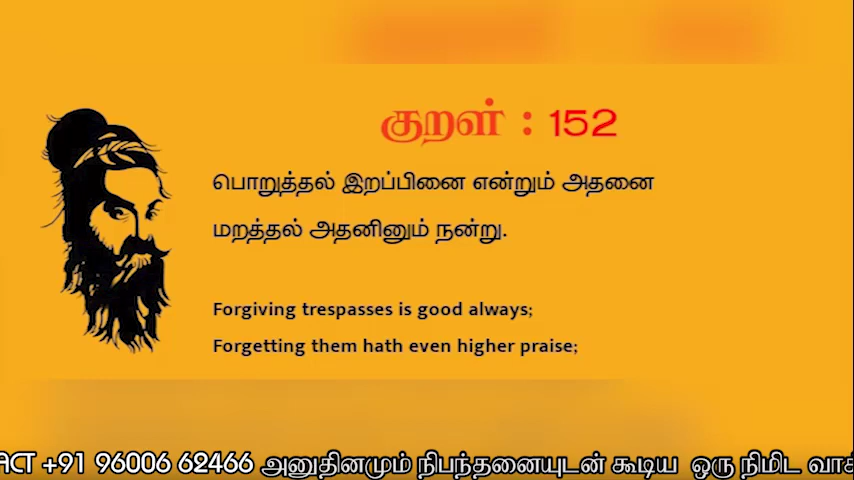 குறள் : 152
பொறுத்தல் இறப்பினை என்றும் அதனை
மறத்தல் அதனினும் நன்று.
Forgiving trespasses is good always;
Forgetting them hath even higher praise;
+91 96006 62466 அனுதினமும் நிபந்தனையுடன் கூடிய ஒரு நிமிட